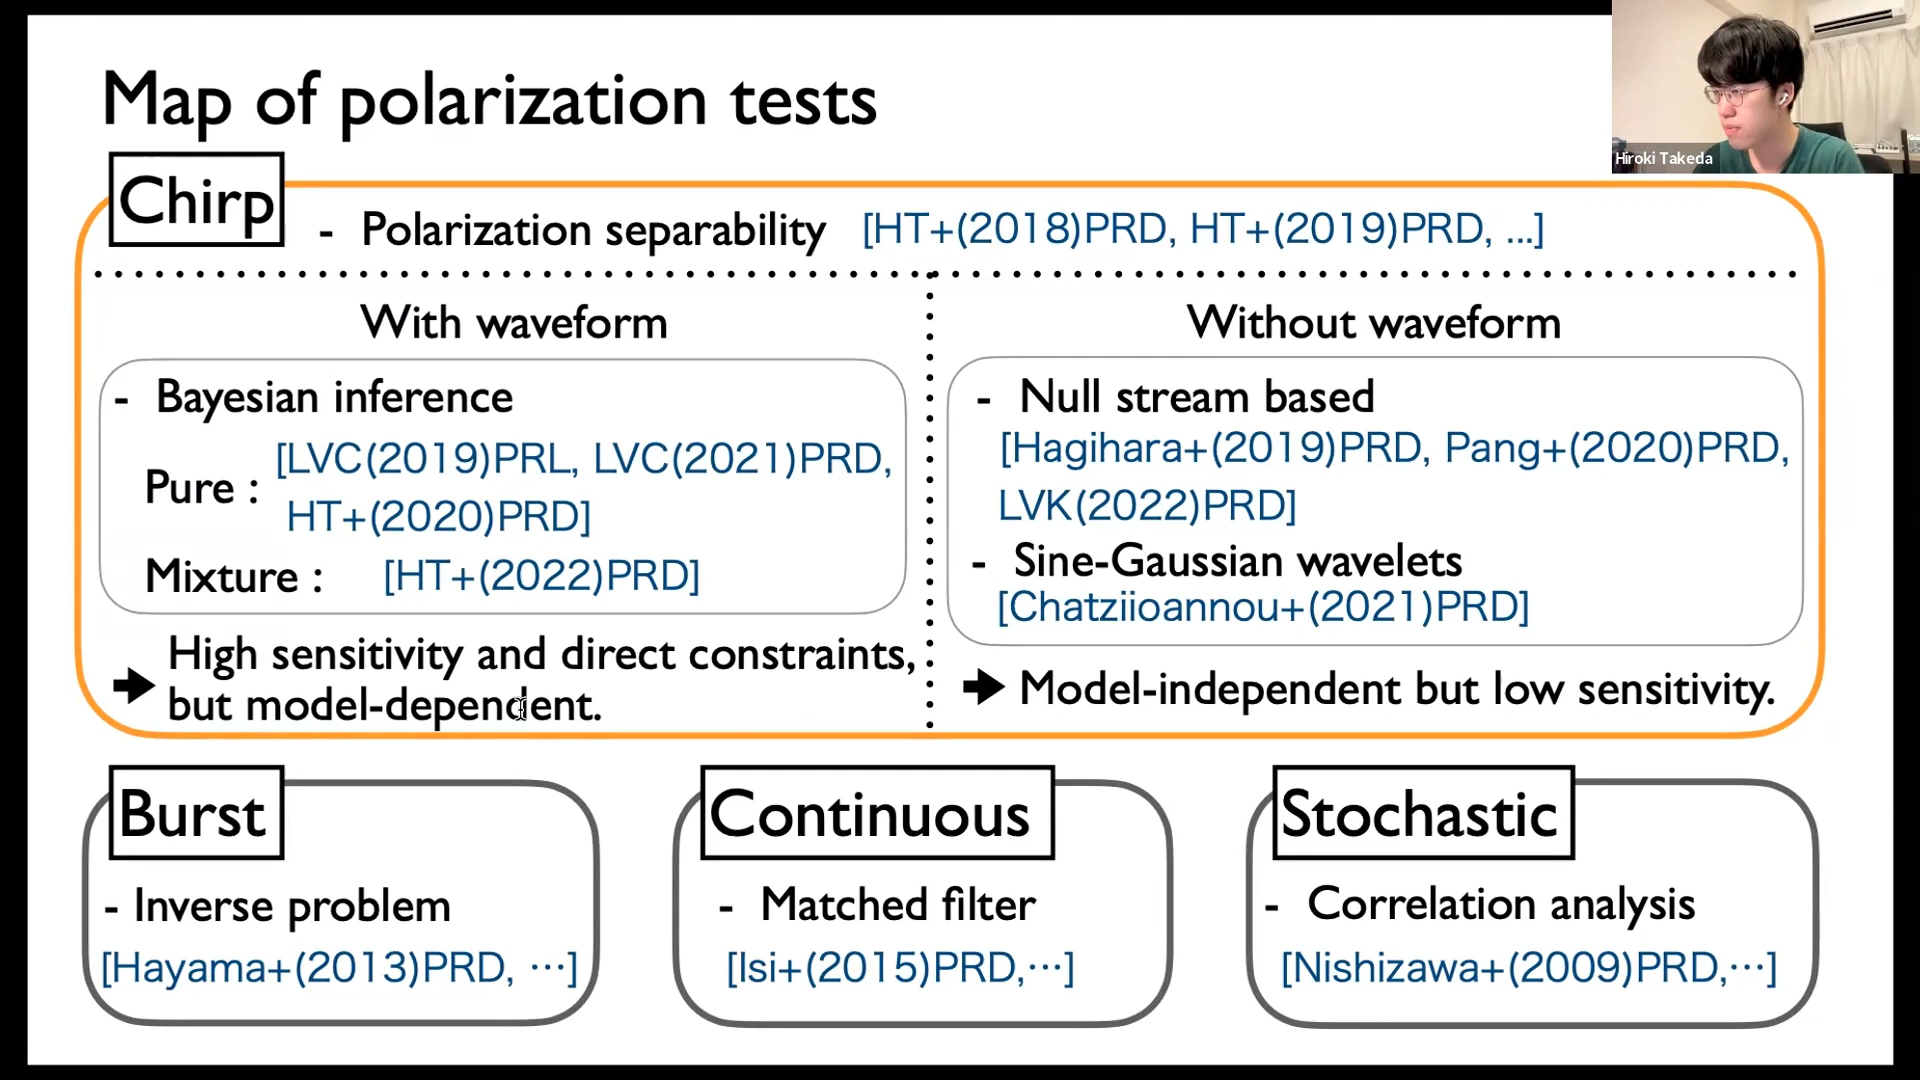 Map of polarization tests
Hiroki Takeda
Chirp
- Polarization separability [HT+(2018)PRD, HT+(2019)PRD, ...]
With waveform
- Bayesian inference
Pure : [LVC(2019)PRL, LVC(2021)PRD,
HT+(2020)PRD]
Mixture : [HT+(2022)PRD]
High sensitivity and direct constraints,
but model-dependent.
Without waveform
- Null stream based
[Hagihara+(2019)PRD, Pang+(2020)PRD,
LVK(2022)PRD]
- Sine-Gaussian wavelets
[Chatziioannou+(2021)PRD]
Model-independent but low sensitivity.
Burst
- Inverse problem
[Hayama+(2013)PRD, …]
Continuous
- Matched filter
[Isi+(2015)PRD,…]
Stochastic
- Correlation analysis
[Nishizawa+(2009)PRD,…]